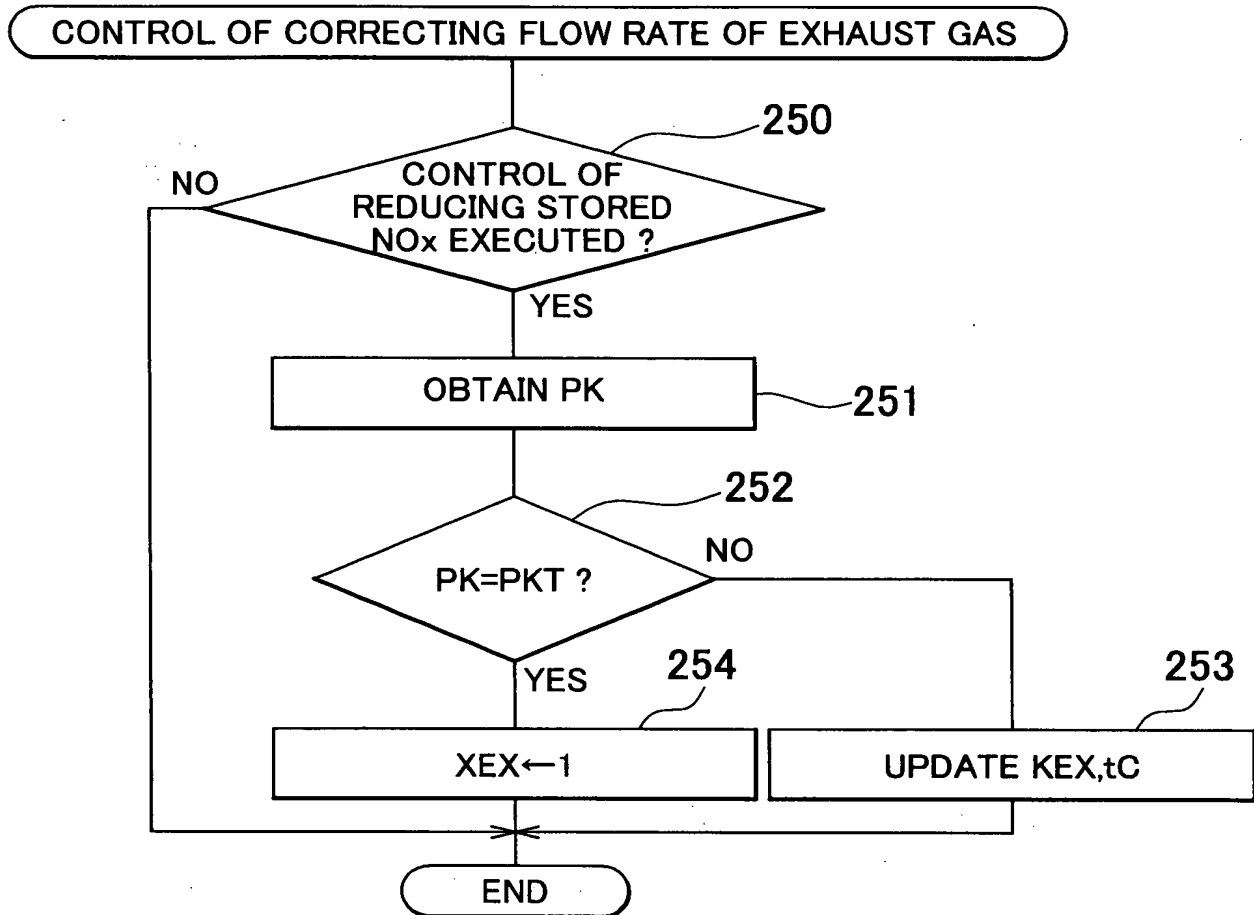 CONTROL OF CORRECTING FLOW RATE OF EXHAUST GAS
250
NO
CONTROL OF
REDUCING STORED
NOx EXECUTED ?
YES
OBTAIN PK
251
252
NO
PK=PKT ?
YES
254
253
XEX←1
UPDATE KEX,tC
END